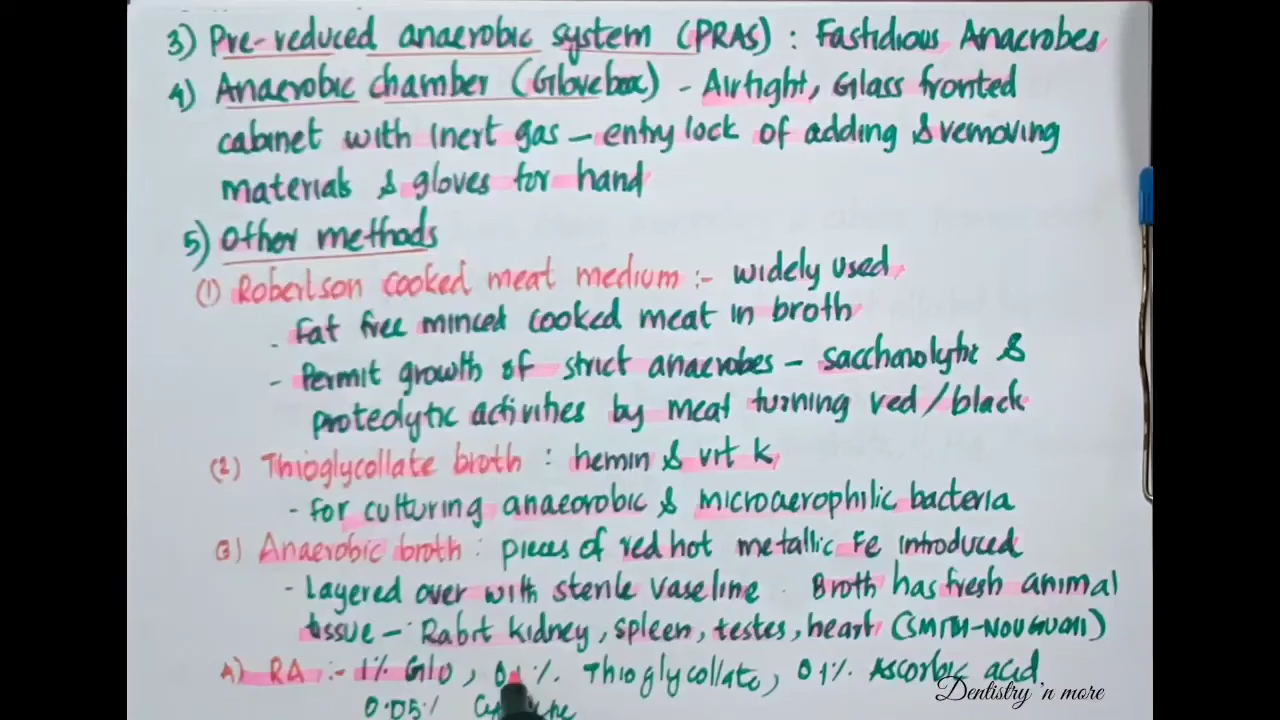 3) Pre-reduced anaerobic system (PRAS) : Fastidious Anaerobes
4) Anaerobic chamber (Glovebox) - Airtight, Glass fronted
cabinet with inert gas - entry lock of adding & removing
materials & gloves for hand
5) Other methods
(1) Robertson cooked meat medium :- widely used
- Fat free minced cooked meat in broth
- Permit growth of strict anaerobes - Saccharolytic &
proteolytic activities by meat turning red/black
(2) Thioglycollate broth : hemin & vit K
- for culturing anaeorobic & microaerophilic bacteria
(3) Anaerobic broth : pieces of red hot metallic Fe introduced
- Layered over with sterile vaseline . Broth has fresh animal
tissue - Rabit kidney, spleen, testes, heart (SMITH-NOUGUCHI)
4) RA :- 1% Glu, 0.1%. Thioglycollate, 0.1%. Ascorbic acid
0.05%
Dentistry 'n more